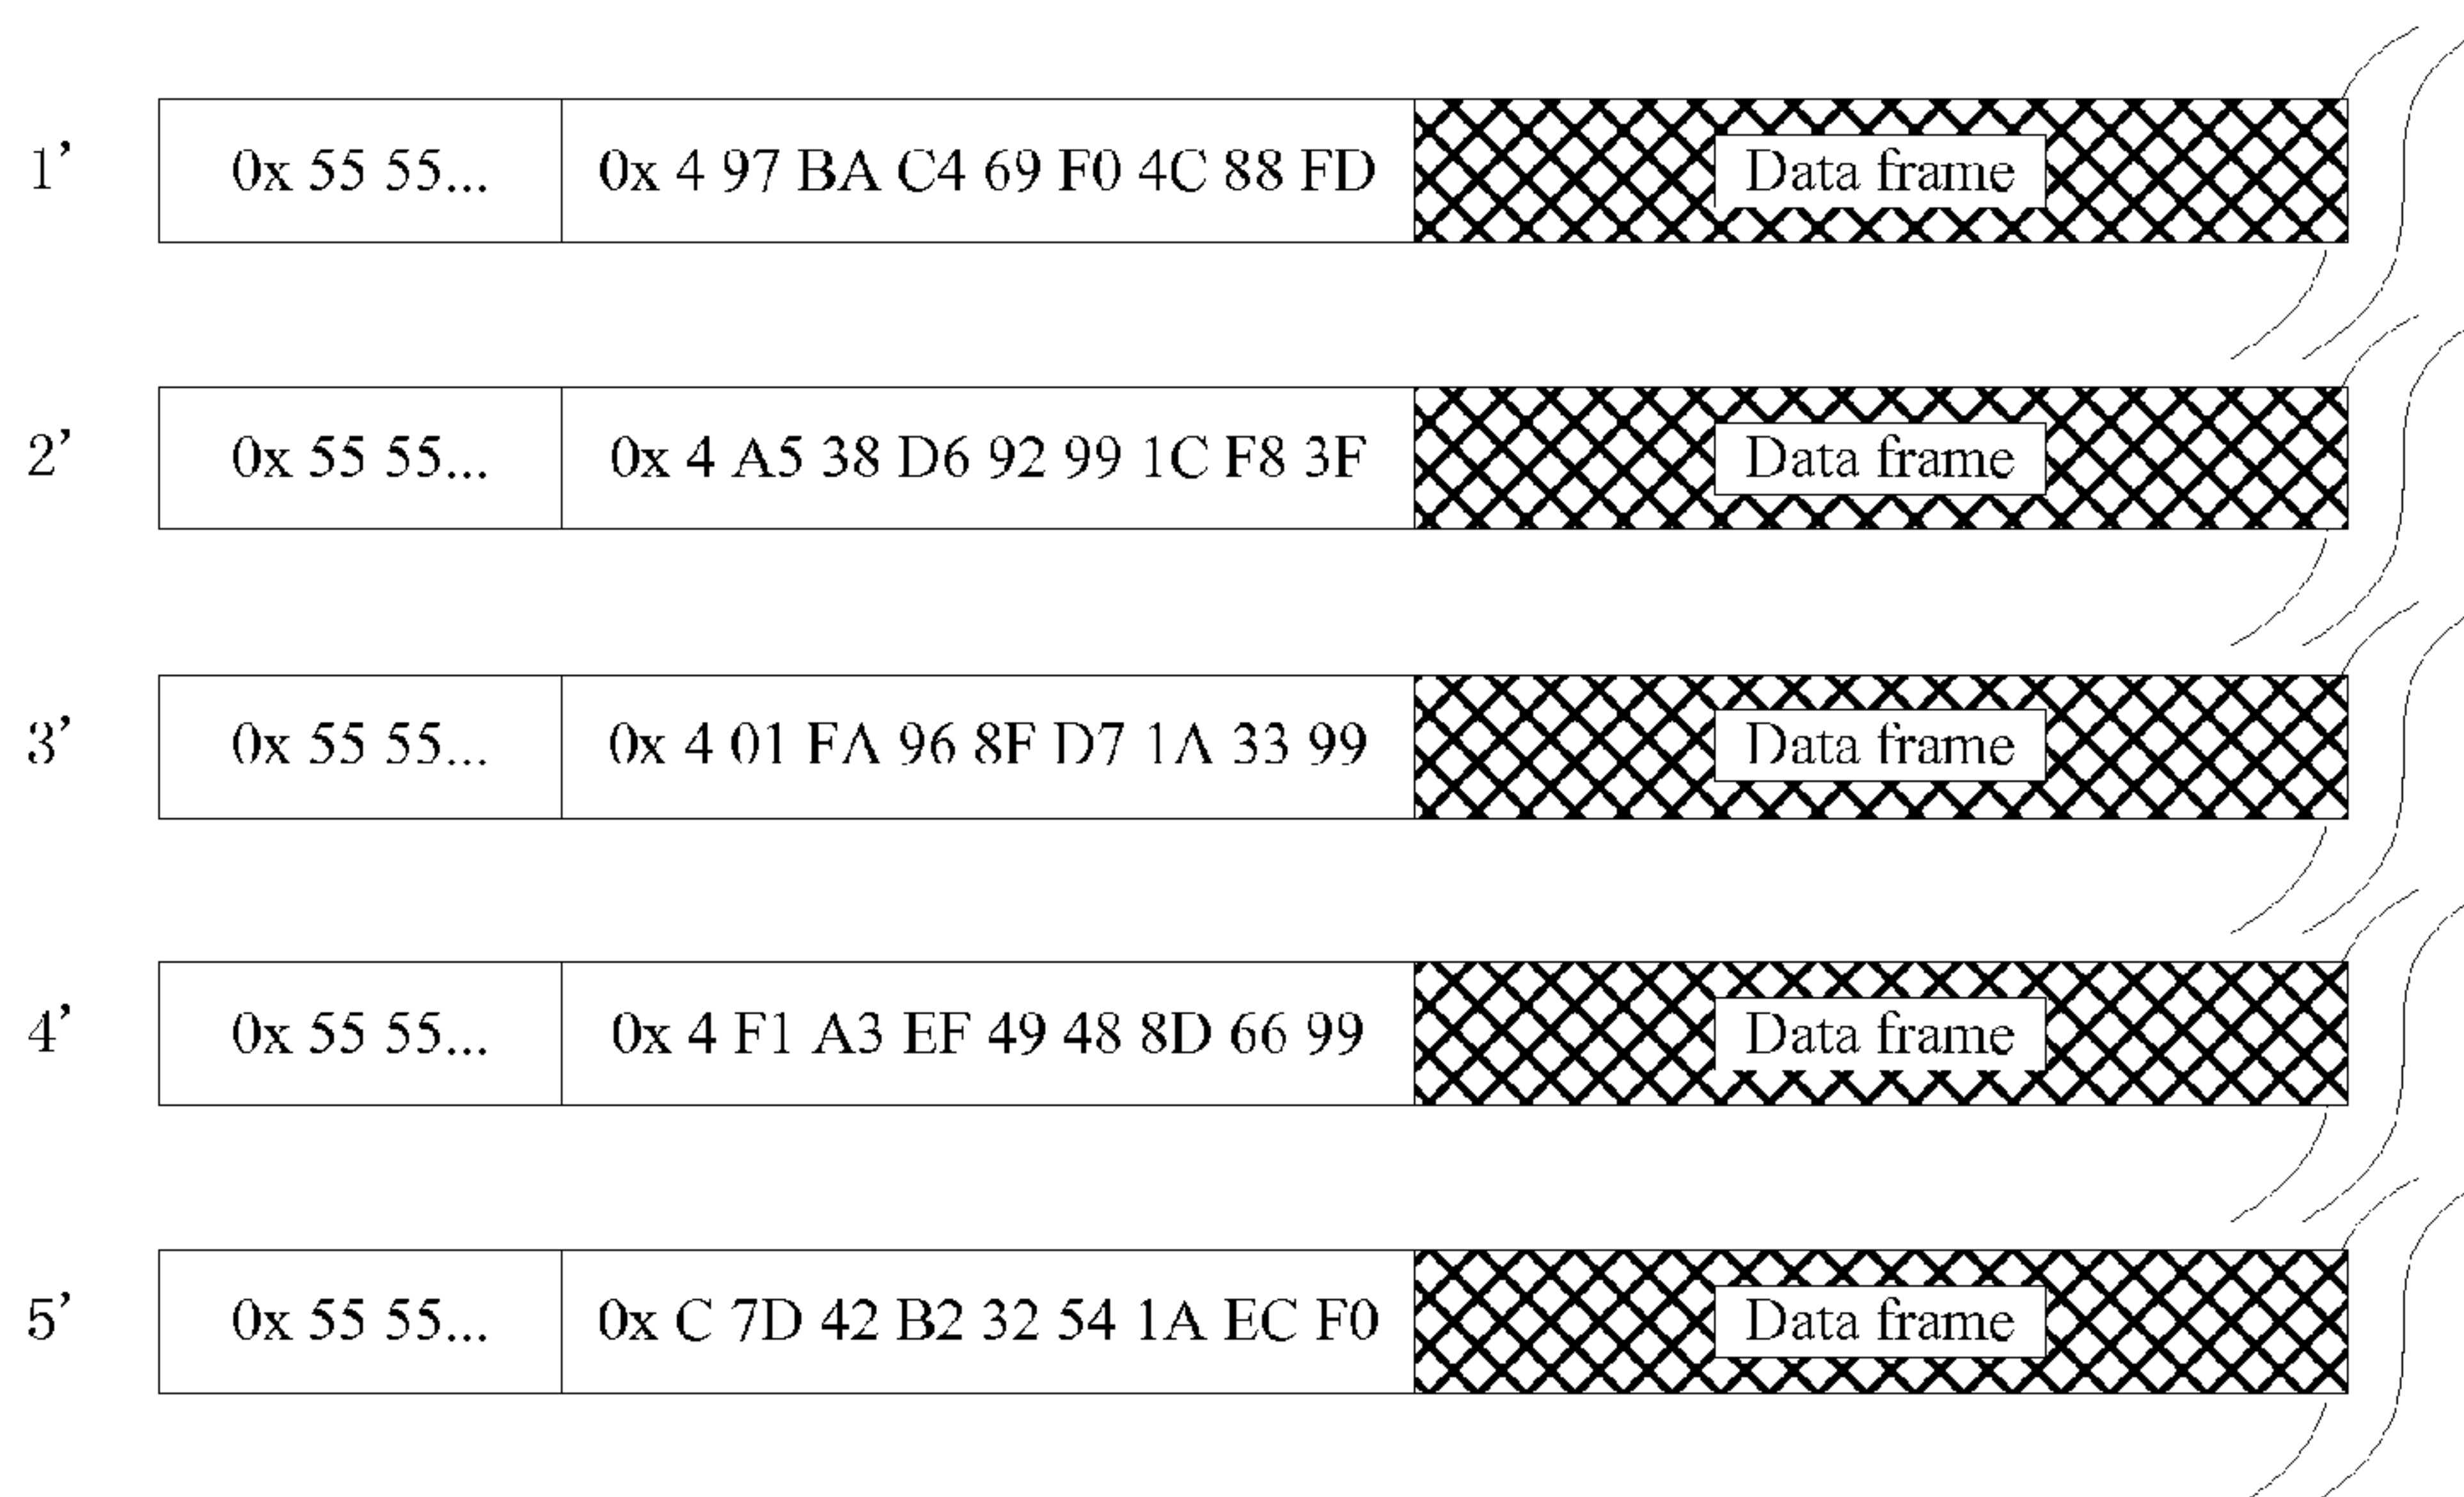 1’ 0x 55 55... 0x 4 97 BA C4 69 F0 4C 88 FD Data frame
2’ 0x 55 55... 0x 4 A5 38 D6 92 99 1C F8 3F Data frame
3’ 0x 55 55... 0x 4 01 FA 96 8F D7 1A 33 99 Data frame
4’ 0x 55 55... 0x 4 F1 A3 EF 49 48 8D 66 99 Data frame
5’ 0x 55 55... 0x C 7D 42 B2 32 54 1A EC F0 Data frame